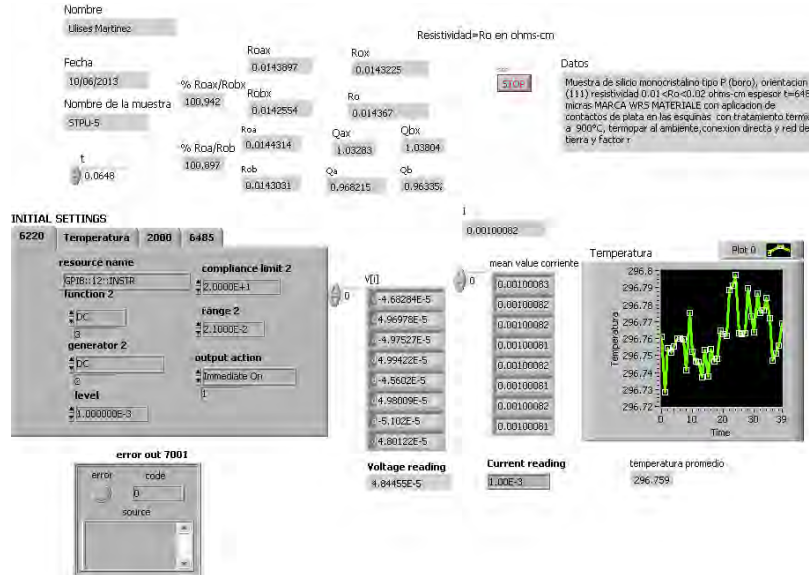 Nombre
Ulises Martinez
Resistividad=Ro en ohms-cm
Fecha
10/06/2013
Nombre de la muestra
STPU-5
t
0.0648
% Roax/Robx
100,942
% Roa/Rob
100,897
Roax
0.0143897
Robx
0.0142554
Roa
0.0144314
Rob
0.0143031
Rox
0.0143225
Ro
0.014367
Qax
1.03283
Qbx
1.03804
Qa
0.968215
Qb
0.96335
STOP
Datos
Muestra de silicio monocristalino tipo P (boro), orientacion
(111) resistividad 0.01<Ro<0.02 ohms-cm espesor t=648
micras MARCA WRS MATERIALE con aplicacion de
contactos de plata en las esquinas con tratamiento termi
a 900°C, termopar al ambiente,conexion directa y red de
tierra y factor r
INITIAL SETTINGS
6220 Temperatura 2000 6485
resource name
GPIB::12::INSTR
function 2
DC
3
generator 2
DC
2
level
1.000000E-3
compliance limit 2
2.0000E+1
range 2
2.1000E-2
output action
Immediate On
1
error out 7001
error code
0
source
0
V[i]
-4.68284E-5
4.96978E-5
-4.97527E-5
4.99422E-5
-4.5602E-5
4.98009E-5
-5.102E-5
4.80122E-5
Voltage reading
4.84455E-5
i
0.00100082
0
mean value corriente
0.00100083
0.00100082
0.00100082
0.00100081
0.00100082
0.00100081
0.00100082
0.00100081
Current reading
1.00E-3
Temperatura
Plot 0
Temperatura
296.8
296.79
296.78
296.77
296.76
296.75
296.74
296.73
296.72
0 10 20 30 39
Time
temperatura promedio
296.759